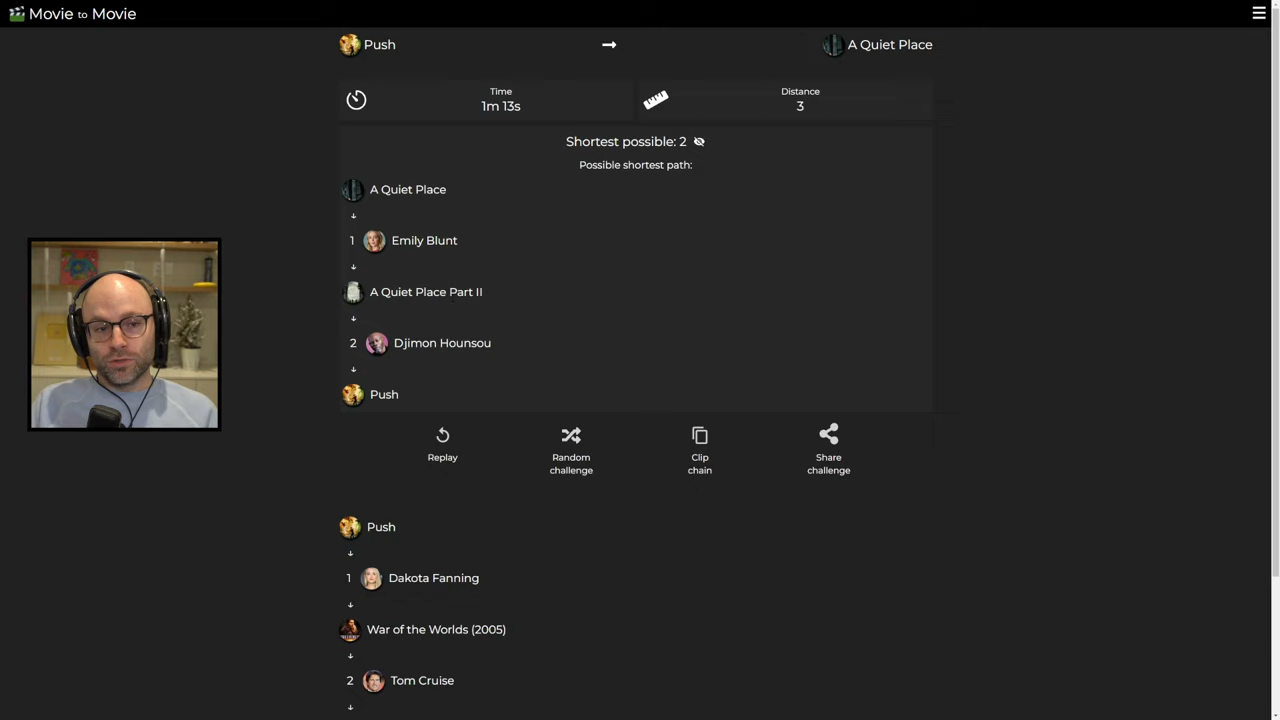 Movie to Movie
Push
A Quiet Place
Time
1m 13s
Distance
3
Shortest possible: 2
Possible shortest path:
A Quiet Place
↓
1 Emily Blunt
↓
A Quiet Place Part II
↓
2 Djimon Hounsou
↓
Push
Replay
Random
challenge
Clip
chain
Share
challenge
Push
↓
1 Dakota Fanning
↓
War of the Worlds (2005)
↓
2 Tom Cruise
↓